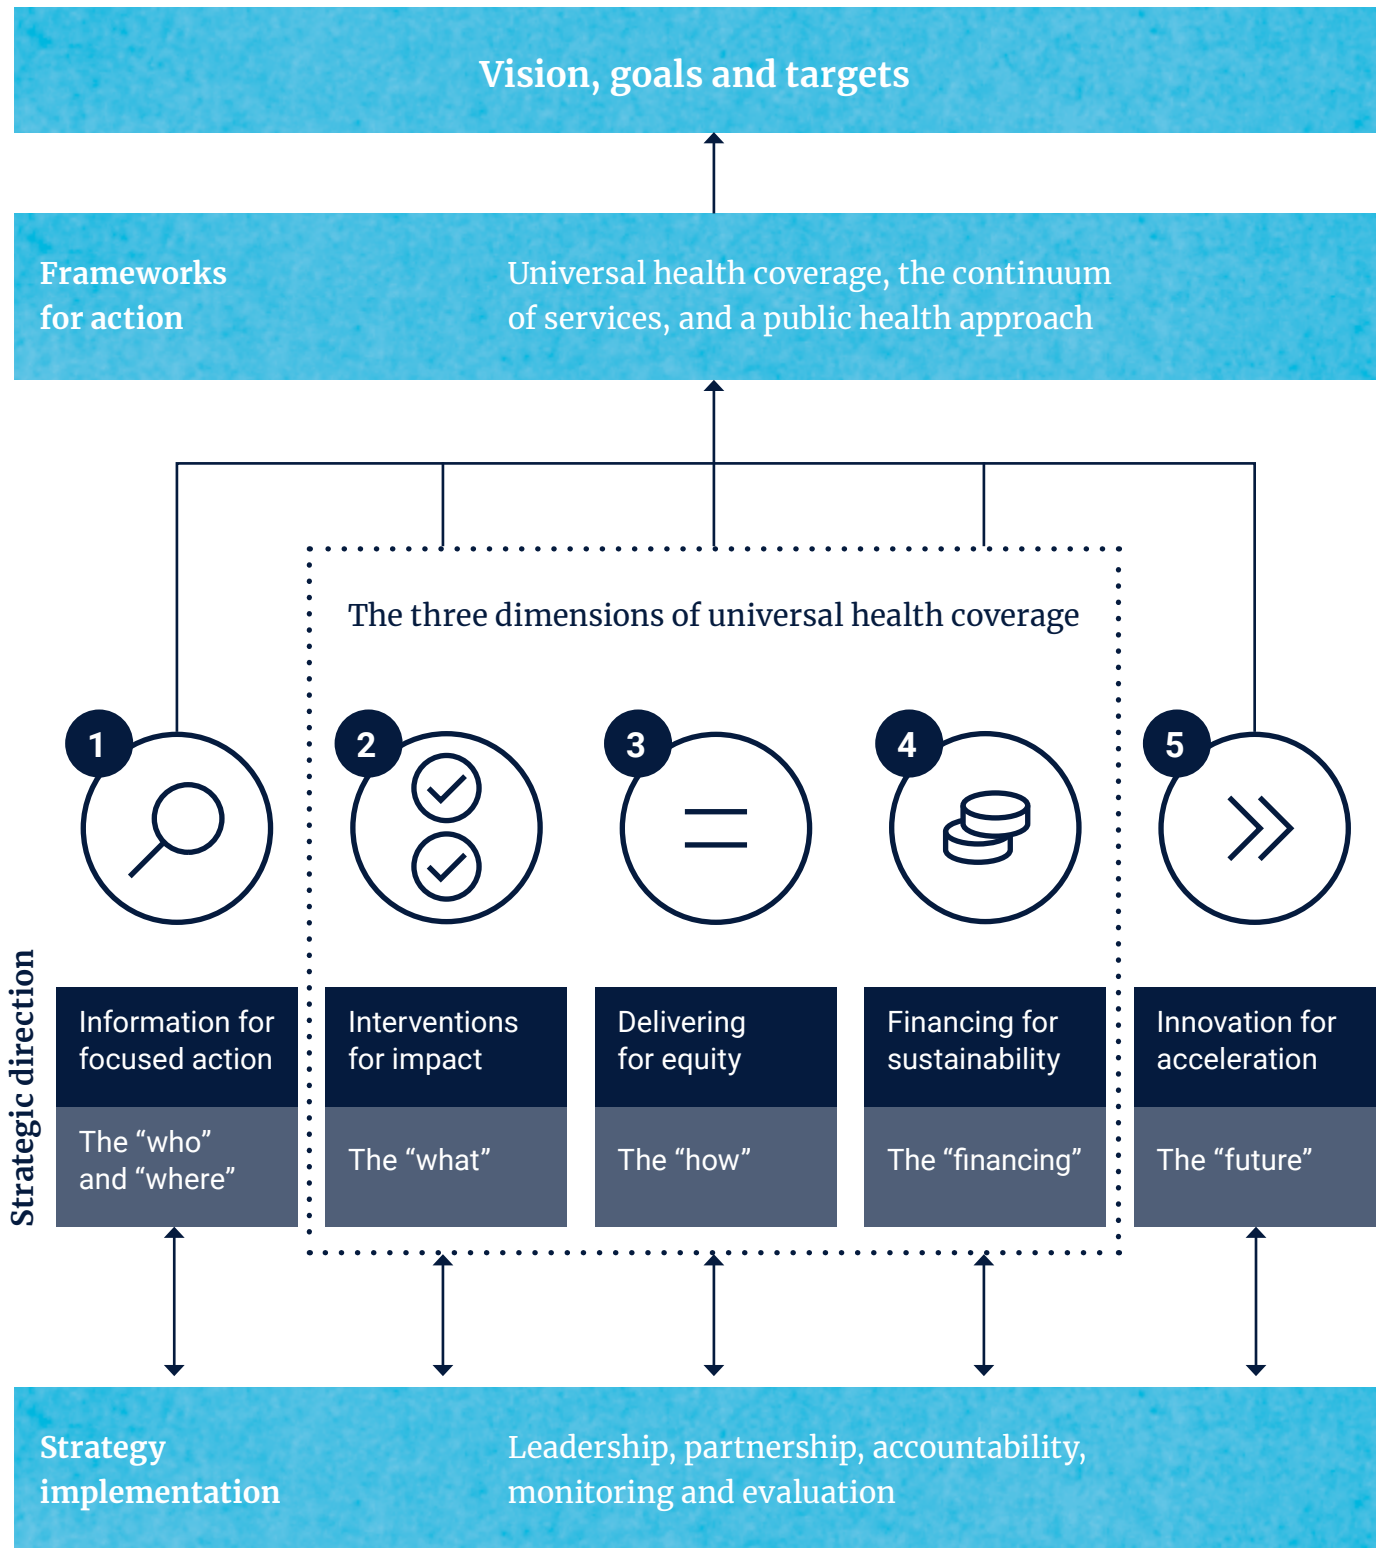 Vision, goals and targets
Frameworks
for action
Universal health coverage, the continuum
of services, and a public health approach
The three dimensions of universal health coverage
1
2
3
4
5
Strategic direction
Information for
focused action
The “who”
and “where”
Interventions
for impact
The “what”
Delivering
for equity
The “how”
Financing for
sustainability
The “financing”
Innovation for
acceleration
The “future”
Strategy
implementation
Leadership, partnership, accountability,
monitoring and evaluation